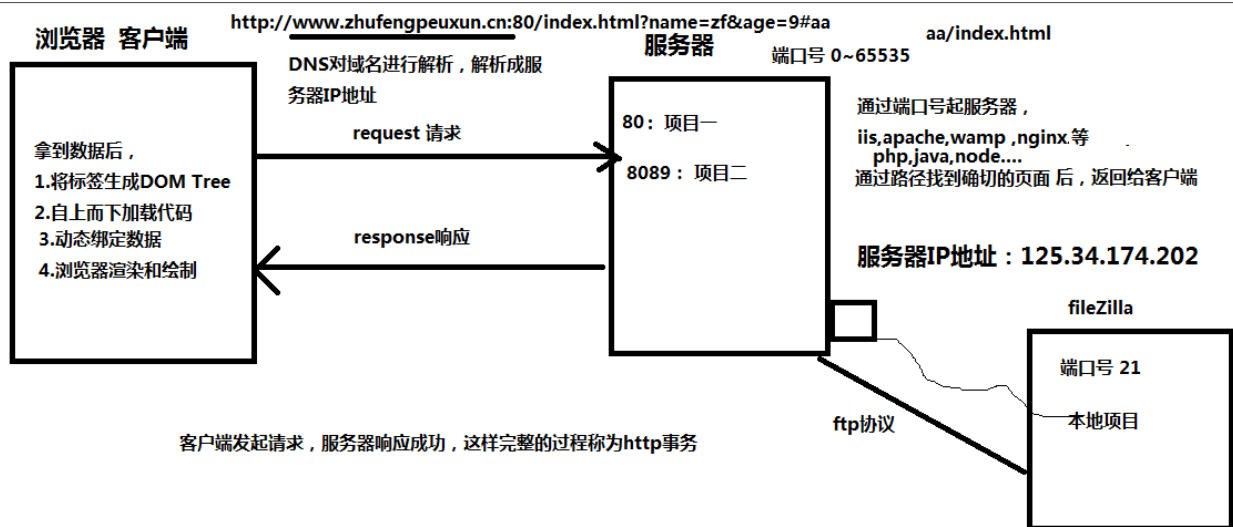 http://www.zhufengpeuxun.cn:80/index.html?name=zf&age=9#aa
浏览器 客户端
服务器
端口号 0~65535
aa/index.html
DNS对域名进行解析，解析成服
务器IP地址
request 请求
80： 项目一
8089： 项目二
通过端口号起服务器，
iis,apache,wamp ,nginx.等
php,java,node....
通过路径找到确切的页面 后，返回给客户端
拿到数据后，
1.将标签生成DOM Tree
2.自上而下加载代码
3.动态绑定数据
4.浏览器渲染和绘制
response响应
服务器IP地址：125.34.174.202
fileZilla
端口号 21
本地项目
ftp协议
客户端发起请求，服务器响应成功，这样完整的过程称为http事务